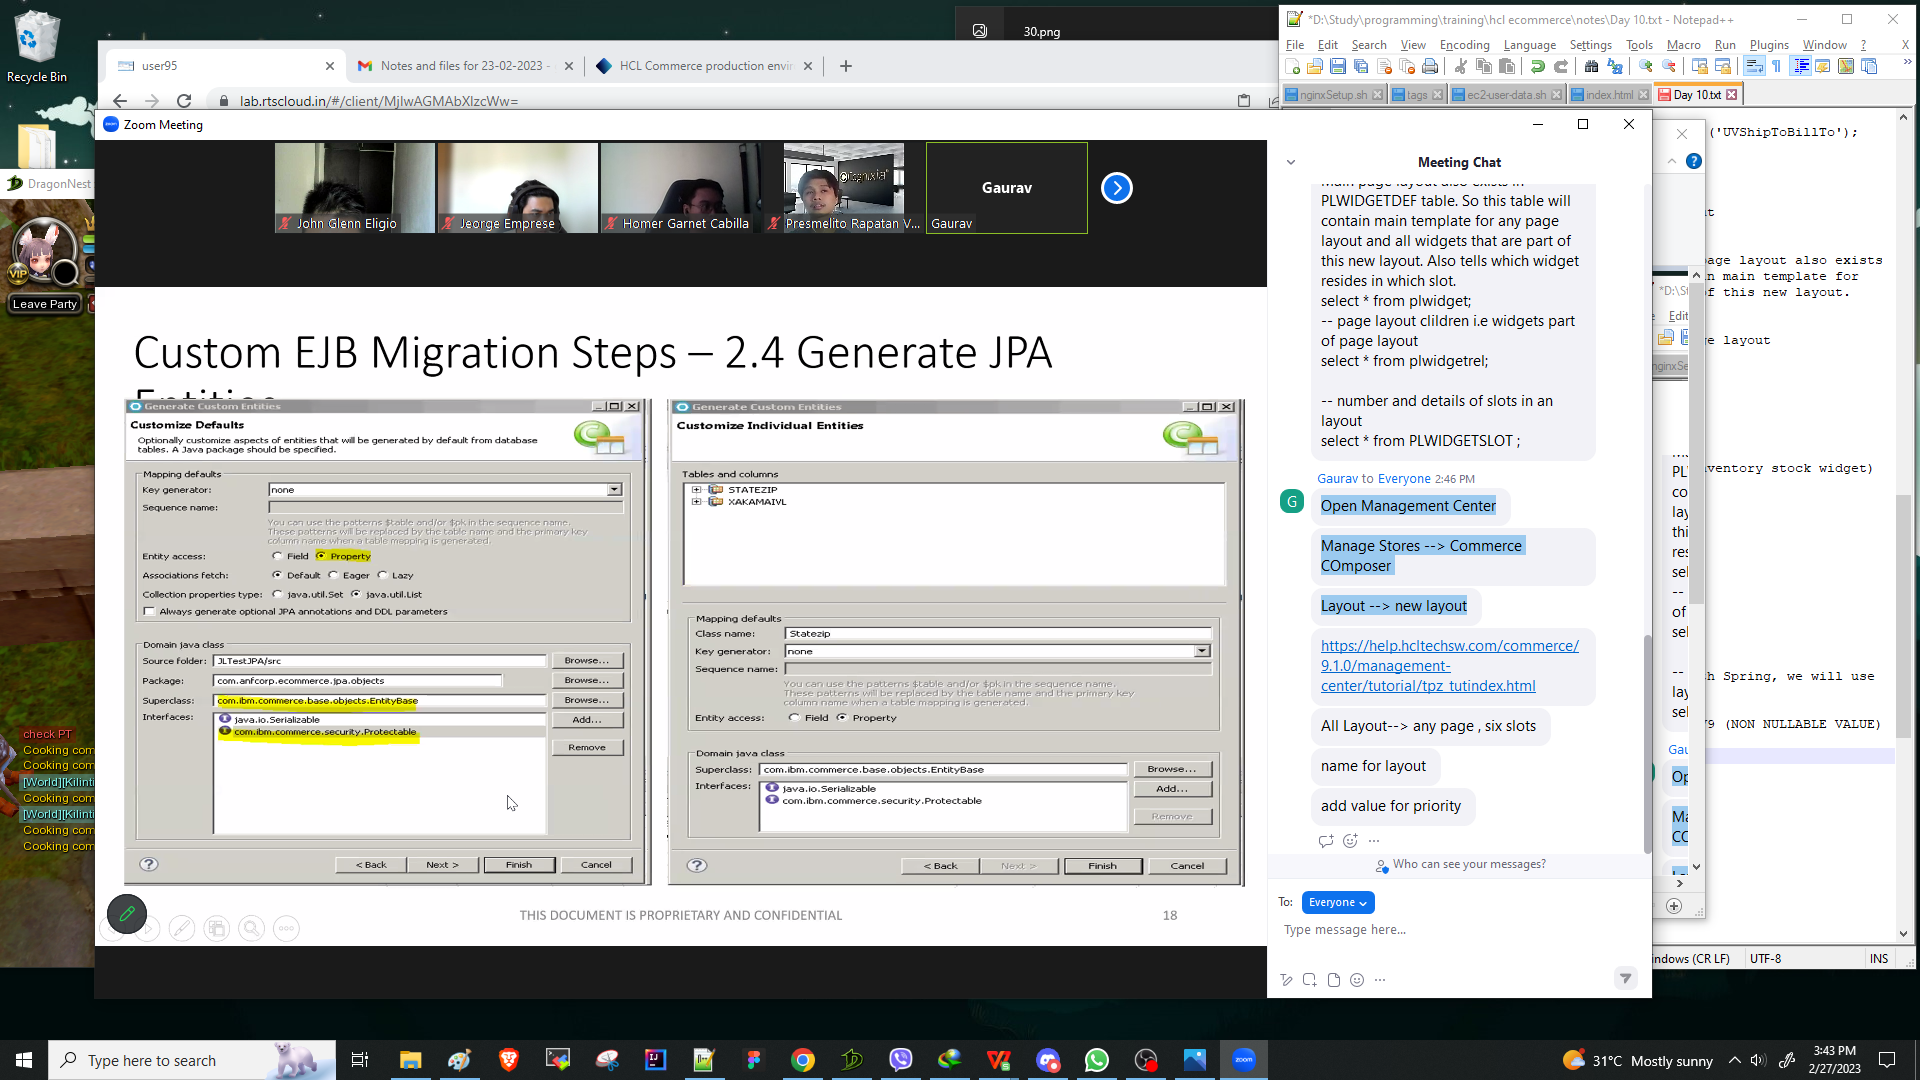 Recycle Bin
30.png
user95
Notes and files for 23-02-2023 -
HCL Commerce production envir
lab.rtscloud.in/#/client/MjIwAGMAbXlzcWw=
*D:\Study\programming\training\hcl ecommerce\notes\Day 10.txt - Notepad++
File Edit Search View Encoding Language Settings Tools Macro Run Plugins Window ? X
nginxSetup.sh tags ec2-user-data.sh index.html Day 10.txt
('UVShipToBillTo');
age layout also exists
n main template for
f this new layout.
ge layout
nventory stock widget)
h Spring, we will use
79 (NON NULLABLE VALUE)
ndows (CR LF) UTF-8 INS
DragonNest
VIP
Leave Party
check PT
Cooking com
Cooking com
[World][Kilinti
Cooking com
[World][Kilinti
Cooking com
Cooking com
Zoom Meeting
John Glenn Eligio
Jeorge Emprese
Homer Garnet Cabilla
Presmelito Rapatan V...
Gaurav
Gaurav
Custom EJB Migration Steps – 2.4 Generate JPA
Entities
Generate Custom Entities
Customize Defaults
Optionally customize aspects of entities that will be generated by default from database
tables. A Java package should be specified.
Mapping defaults
Key generator: none
Sequence name:
You can use the patterns $table and/or $pk in the sequence name.
These patterns will be replaced by the table name and the primary key
column name when a table mapping is generated.
Entity access: Field Property
Associations fetch: Default Eager Lazy
Collection properties type: java.util.Set java.util.List
Always generate optional JPA annotations and DDL parameters
Domain java class
Source folder: JLTestJPA/src Browse...
Package: com.anfcorp.ecommerce.jpa.objects Browse...
Superclass: com.ibm.commerce.base.objects.EntityBase Browse...
Interfaces: java.io.Serializable Add...
com.ibm.commerce.security.Protectable
Remove
< Back Next > Finish Cancel
Generate Custom Entities
Customize Individual Entities
Tables and columns
STATEZIP
XAKAMAIVL
Mapping defaults
Class name: Statezip
Key generator: none
Sequence name:
You can use the patterns $table and/or $pk in the sequence name.
These patterns will be replaced by the table name and the primary key
column name when a table mapping is generated.
Entity access: Field Property
Domain java class
Superclass: com.ibm.commerce.base.objects.EntityBase Browse...
Interfaces: java.io.Serializable Add...
com.ibm.commerce.security.Protectable
Remove
< Back Next > Finish Cancel
THIS DOCUMENT IS PROPRIETARY AND CONFIDENTIAL 18
Meeting Chat
Main page layout also exists in
PLWIDGETDEF table. So this table will
contain main template for any page
layout and all widgets that are part of
this new layout. Also tells which widget
resides in which slot.
select * from plwidget;
-- page layout clildren i.e widgets part
of page layout
select * from plwidgetrel;
-- number and details of slots in an
layout
select * from PLWIDGETSLOT ;
Gaurav to Everyone 2:46 PM
G
Open Management Center
Manage Stores --> Commerce
COmposer
Layout --> new layout
https://help.hcltechsw.com/commerce/
9.1.0/management-
center/tutorial/tpz_tutindex.html
All Layout--> any page , six slots
name for layout
add value for priority
Who can see your messages?
To: Everyone
Type message here...
Type here to search
31°C Mostly sunny
3:43 PM
2/27/2023